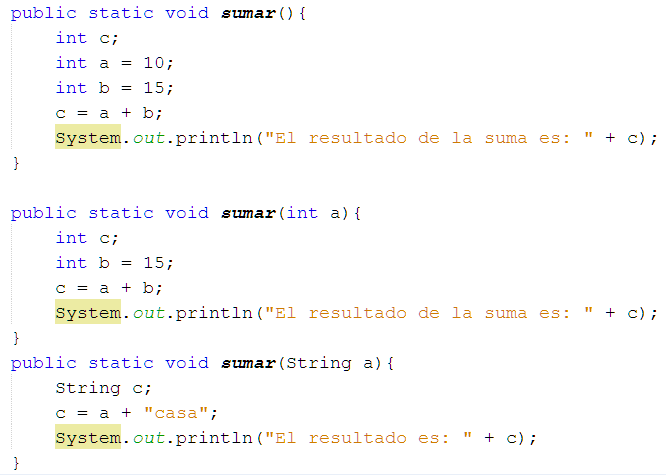 public static void sumar(){
    int c;
    int a = 10;
    int b = 15;
    c = a + b;
    System.out.println("El resultado de la suma es: " + c);
}

public static void sumar(int a){
    int c;
    int b = 15;
    c = a + b;
    System.out.println("El resultado de la suma es: " + c);
}
public static void sumar(String a){
    String c;
    c = a + "casa";
    System.out.println("El resultado es: " + c);
}